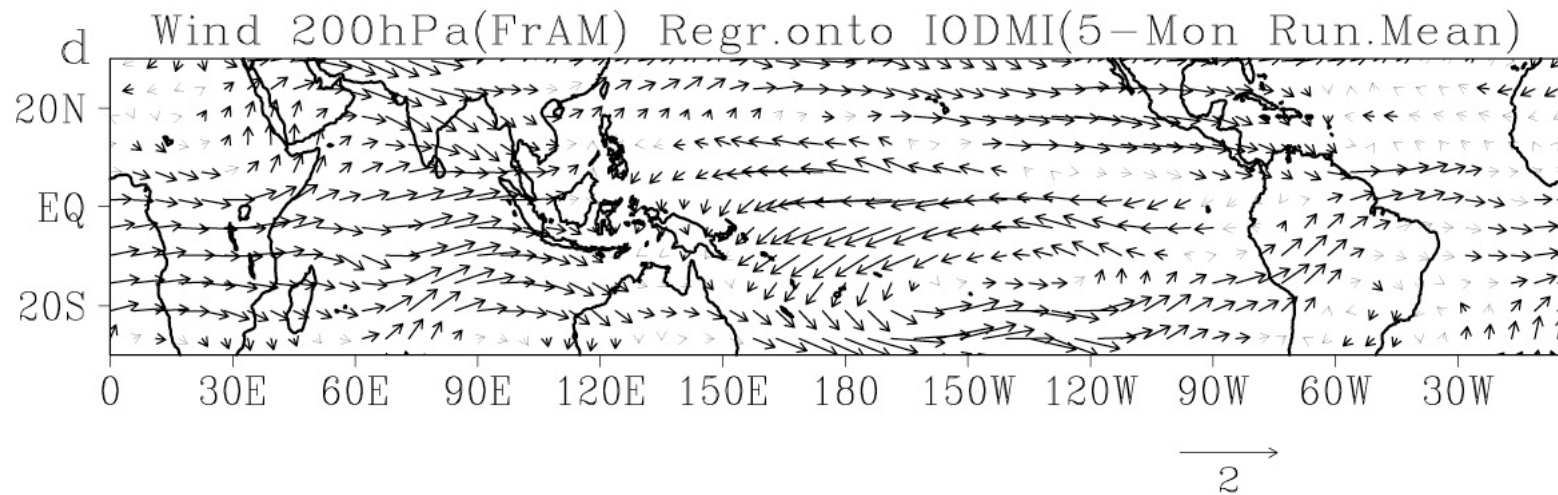 d
Wind 200hPa(FrAM) Regr.onto IODMI(5-Mon Run.Mean)
20N
EQ
20S
0 30E 60E 90E 120E 150E 180 150W 120W 90W 60W 30W
2